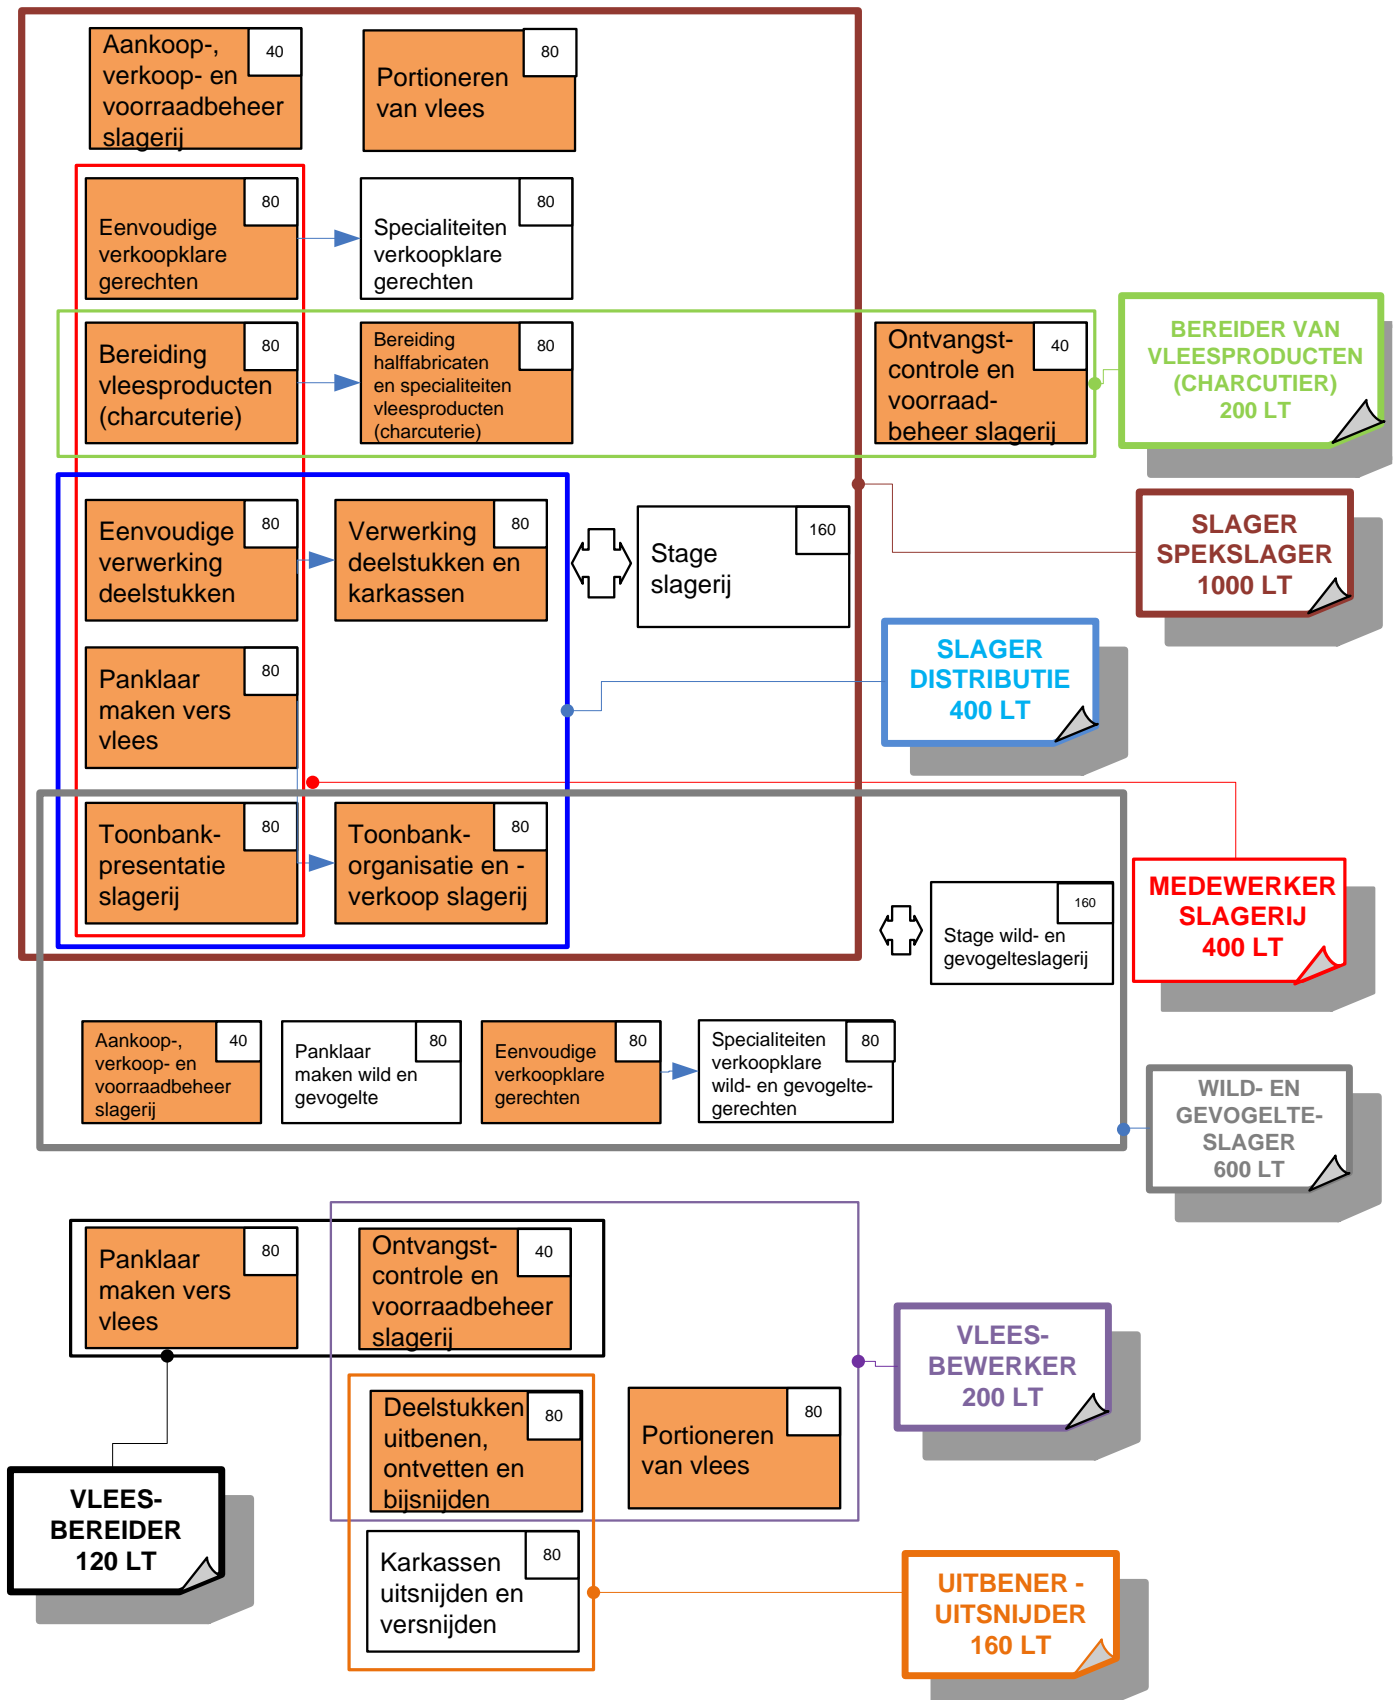 Aankoop-,
verkoop- en
voorraadbeheer
slagerij
40
Portioneren
van vlees
80
Eenvoudige
verkoopklare
gerechten
80
Specialiteiten
verkoopklare
gerechten
80
Bereiding
vleesproducten
(charcuterie)
80
Bereiding
halffabricaten
en specialiteiten
vleesproducten
(charcuterie)
80
Ontvangst-
controle en
voorraad-
beheer slagerij
40
BEREIDER VAN
VLEESPRODUCTEN
(CHARCUTIER)
200 LT
Eenvoudige
verwerking
deelstukken
80
Verwerking
deelstukken en
karkassen
80
Stage
slagerij
160
SLAGER
SPEKSLAGER
1000 LT
Panklaar
maken vers
vlees
80
SLAGER
DISTRIBUTIE
400 LT
Toonbank-
presentatie
slagerij
80
Toonbank-
organisatie en -
verkoop slagerij
80
Stage wild- en
gevogelteslagerij
160
MEDEWERKER
SLAGERIJ
400 LT
Aankoop-,
verkoop- en
voorraadbeheer
slagerij
40
Panklaar
maken wild en
gevogelte
80
Eenvoudige
verkoopklare
gerechten
80
Specialiteiten
verkoopklare
wild- en gevogelte-
gerechten
80
WILD- EN
GEVOGELTE-
SLAGER
600 LT
Panklaar
maken vers
vlees
80
Ontvangst-
controle en
voorraadbeheer
slagerij
40
VLEES-
BEWERKER
200 LT
Deelstukken
uitbenen,
ontvetten en
bijsnijden
80
Portioneren
van vlees
80
VLEES-
BEREIDER
120 LT
Karkassen
uitsnijden en
versnijden
80
UITBENER -
UITSNIJDER
160 LT